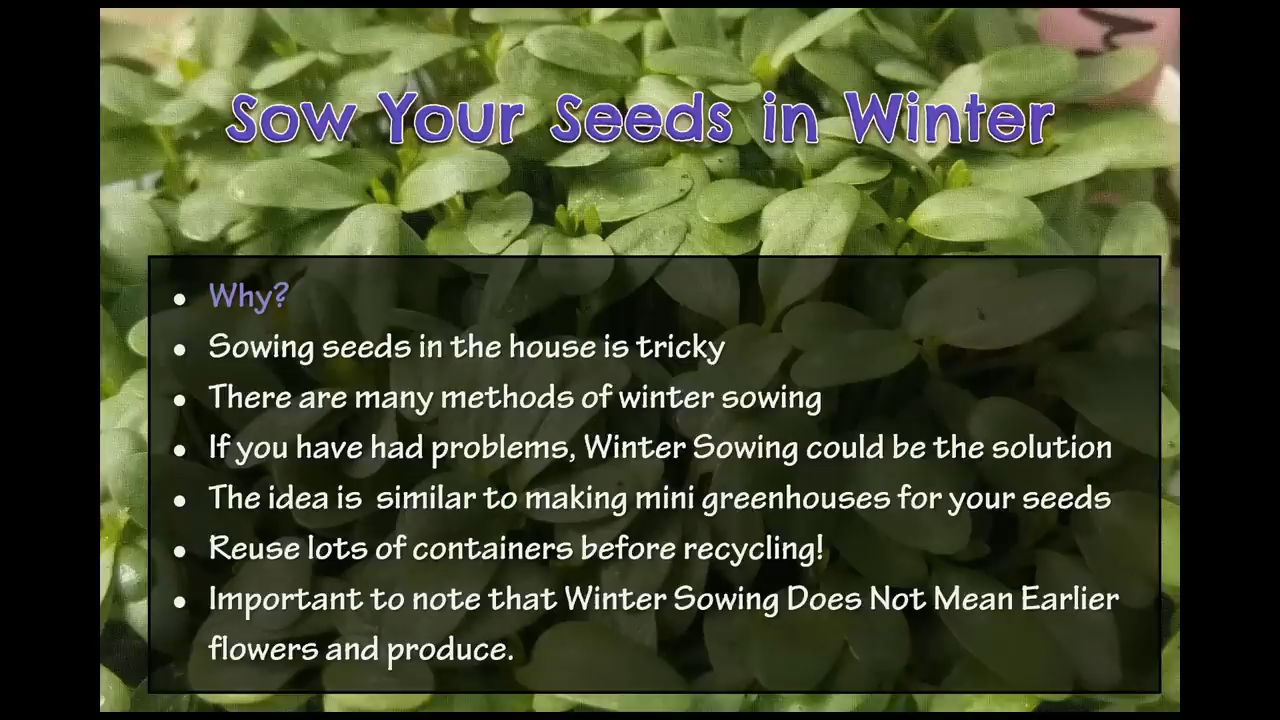 Sow Your Seeds in Winter
• Why?
• Sowing seeds in the house is tricky
• There are many methods of winter sowing
• If you have had problems, Winter Sowing could be the solution
• The idea is  similar to making mini greenhouses for your seeds
• Reuse lots of containers before recycling!
• Important to note that Winter Sowing Does Not Mean Earlier
flowers and produce.